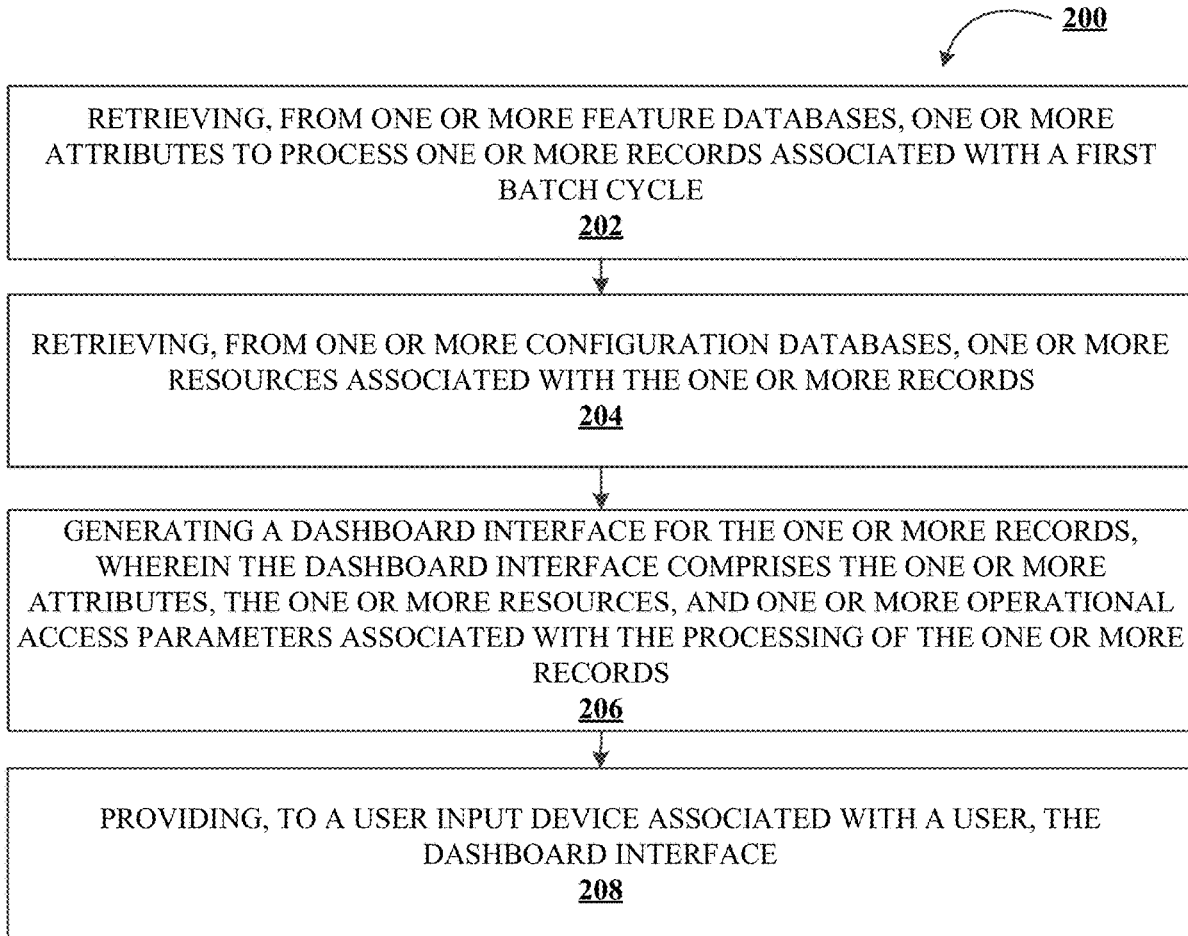 200
RETRIEVING, FROM ONE OR MORE FEATURE DATABASES, ONE OR MORE
ATTRIBUTES TO PROCESS ONE OR MORE RECORDS ASSOCIATED WITH A FIRST
BATCH CYCLE
202
RETRIEVING, FROM ONE OR MORE CONFIGURATION DATABASES, ONE OR MORE
RESOURCES ASSOCIATED WITH THE ONE OR MORE RECORDS
204
GENERATING A DASHBOARD INTERFACE FOR THE ONE OR MORE RECORDS,
WHEREIN THE DASHBOARD INTERFACE COMPRISES THE ONE OR MORE
ATTRIBUTES, THE ONE OR MORE RESOURCES, AND ONE OR MORE OPERATIONAL
ACCESS PARAMETERS ASSOCIATED WITH THE PROCESSING OF THE ONE OR MORE
RECORDS
206
PROVIDING, TO A USER INPUT DEVICE ASSOCIATED WITH A USER, THE
DASHBOARD INTERFACE
208